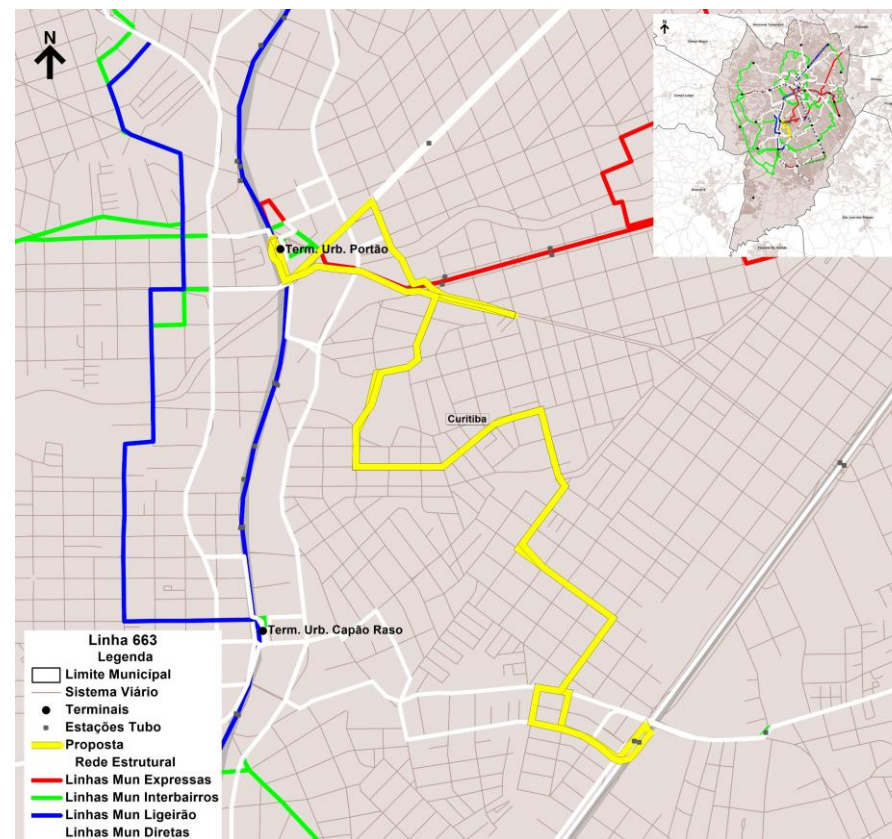 N
Term. Urb. Portão
Curitiba
Term. Urb. Capão Raso
Linha 663
Legenda
Limite Municípal
Sistema Viário
Terminais
Estações Tubo
Proposta
Rede Estrutural
Linhas Mun Expressas
Linhas Mun Interbairros
Linhas Mun Ligeirão
Linhas Mun Diretas